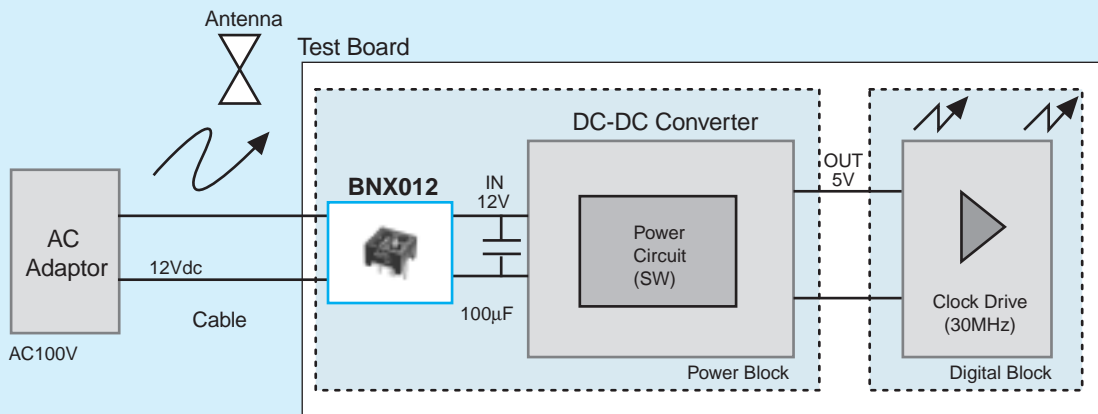 Antenna
Test Board
DC-DC Converter
BNX012
IN
12V
OUT
5V
AC
Adaptor
12Vdc
Power
Circuit
(SW)
Cable
100μF
Clock Drive
(30MHz)
AC100V
Power Block
Digital Block